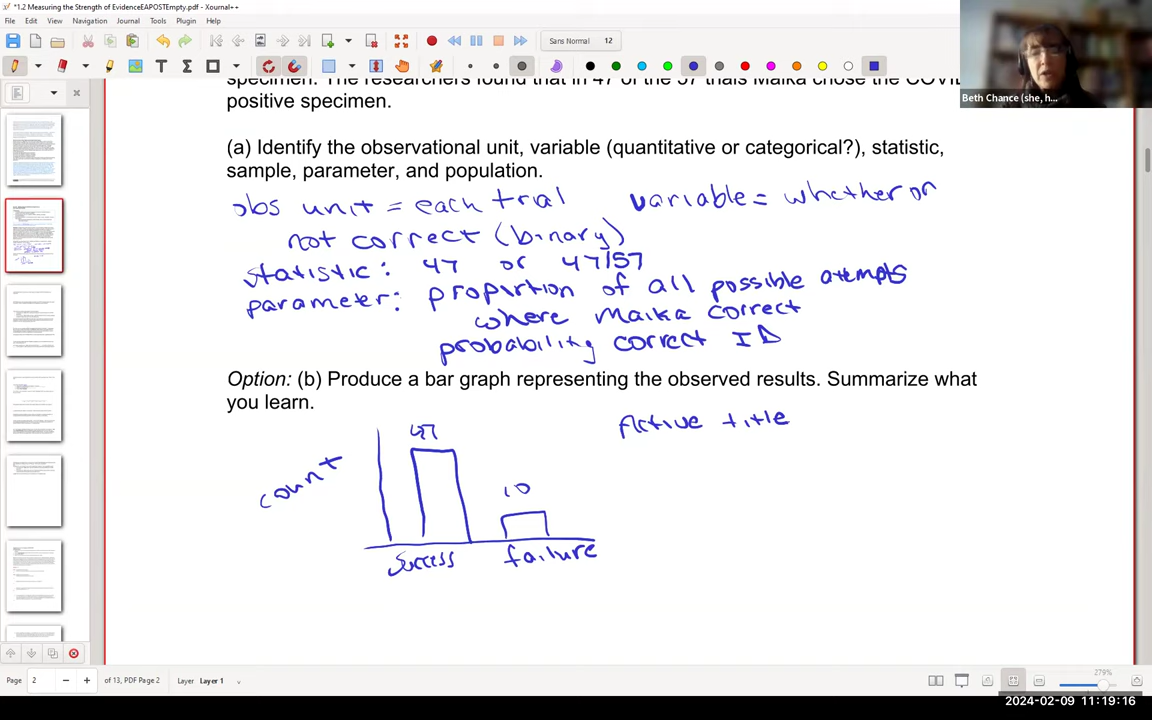 *1.2 Measuring the Strength of EvidenceEAPOSTEmpty.pdf - Xournal++
File Edit View Navigation Journal Tools Plugin Help
Sans Normal 12
Beth Chance (she, h...
specimen. The researchers found that in 47 of the 57 trials Maika chose the COVID
positive specimen.
(a) Identify the observational unit, variable (quantitative or categorical?), statistic,
sample, parameter, and population.
obs unit = each trial variable = whether or
not correct (binary)
statistic: 47 or 47/57
parameter: proportion of all possible atempts
where Maika correct
probability correct ID
Option: (b) Produce a bar graph representing the observed results. Summarize what
you learn.
Active title
47
count
10
Success failure
Page 2 of 13, PDF Page 2 Layer Layer 1
279%
2024-02-09 11:19:16